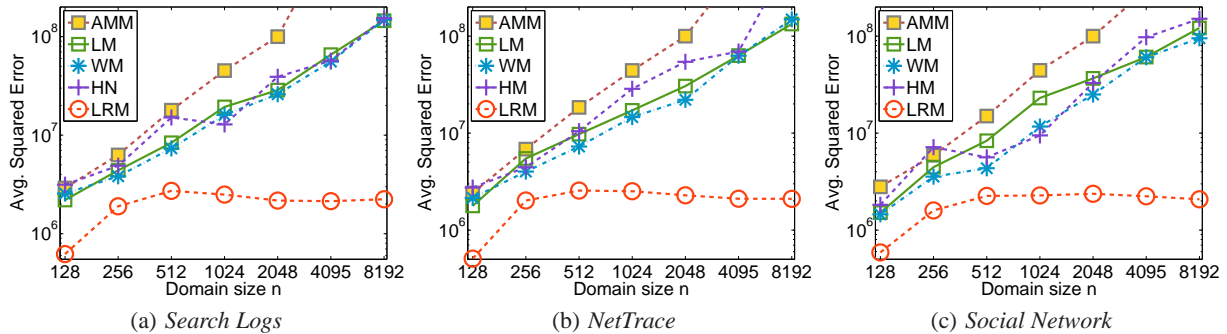 Avg. Squared Error
10^8
10^7
10^6
AMM
LM
WM
HN
LRM
128 256 512 1024 2048 4095 8192
Domain size n
(a) Search Logs
Avg. Squared Error
10^8
10^7
10^6
AMM
LM
WM
HM
LRM
128 256 512 1024 2048 4095 8192
Domain size n
(b) NetTrace
Avg. Squared Error
10^8
10^7
10^6
AMM
LM
WM
HM
LRM
128 256 512 1024 2048 4095 8192
Domain size n
(c) Social Network